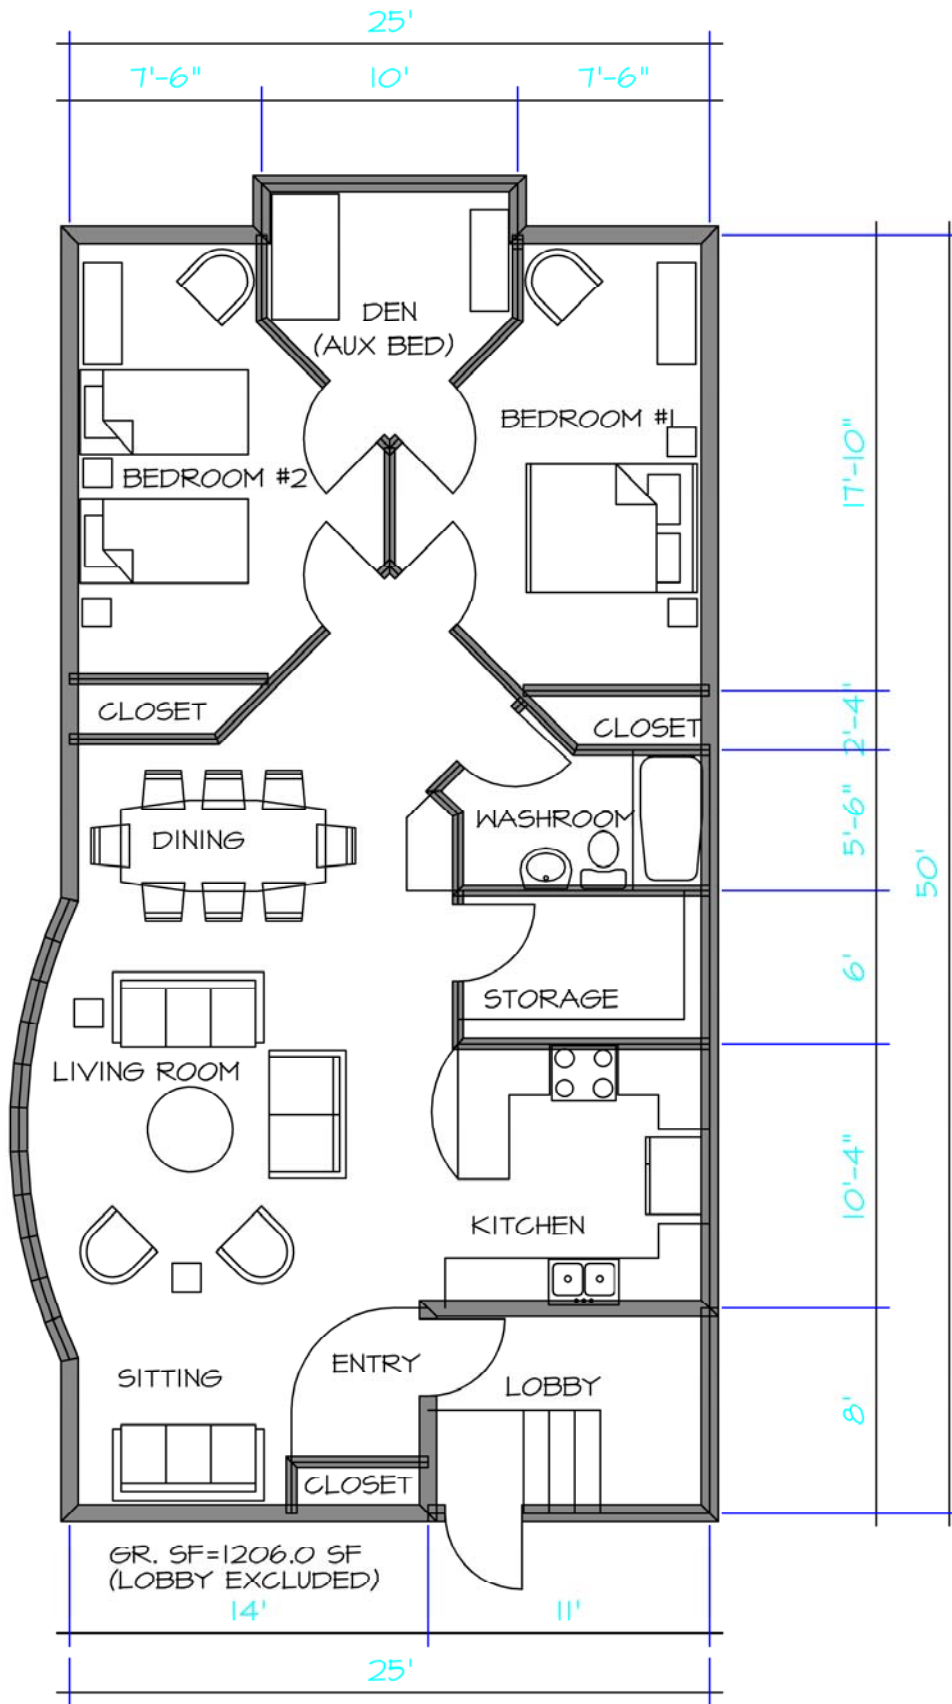 25'
7'-6"
10'
7'-6"
DEN
(AUX BED)
BEDROOM #1
BEDROOM #2
17'-10"
CLOSET
CLOSET
2'-4"
DINING
WASHROOM
5'-6"
50'
STORAGE
6'
LIVING ROOM
10'-4"
KITCHEN
ENTRY
SITTING
LOBBY
8'
CLOSET
GR. SF=1206.0 SF
(LOBBY EXCLUDED)
14'
11'
25'